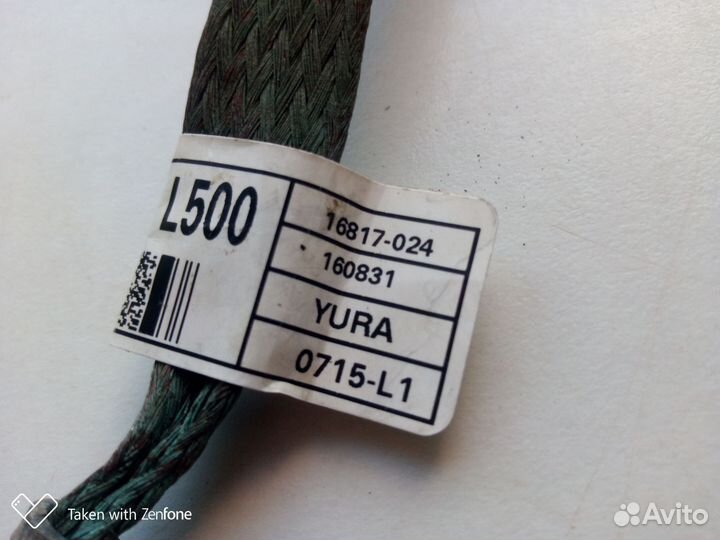 L500
16817-024
160831
YURA
0715-L1
Taken with Zenfone
Avito